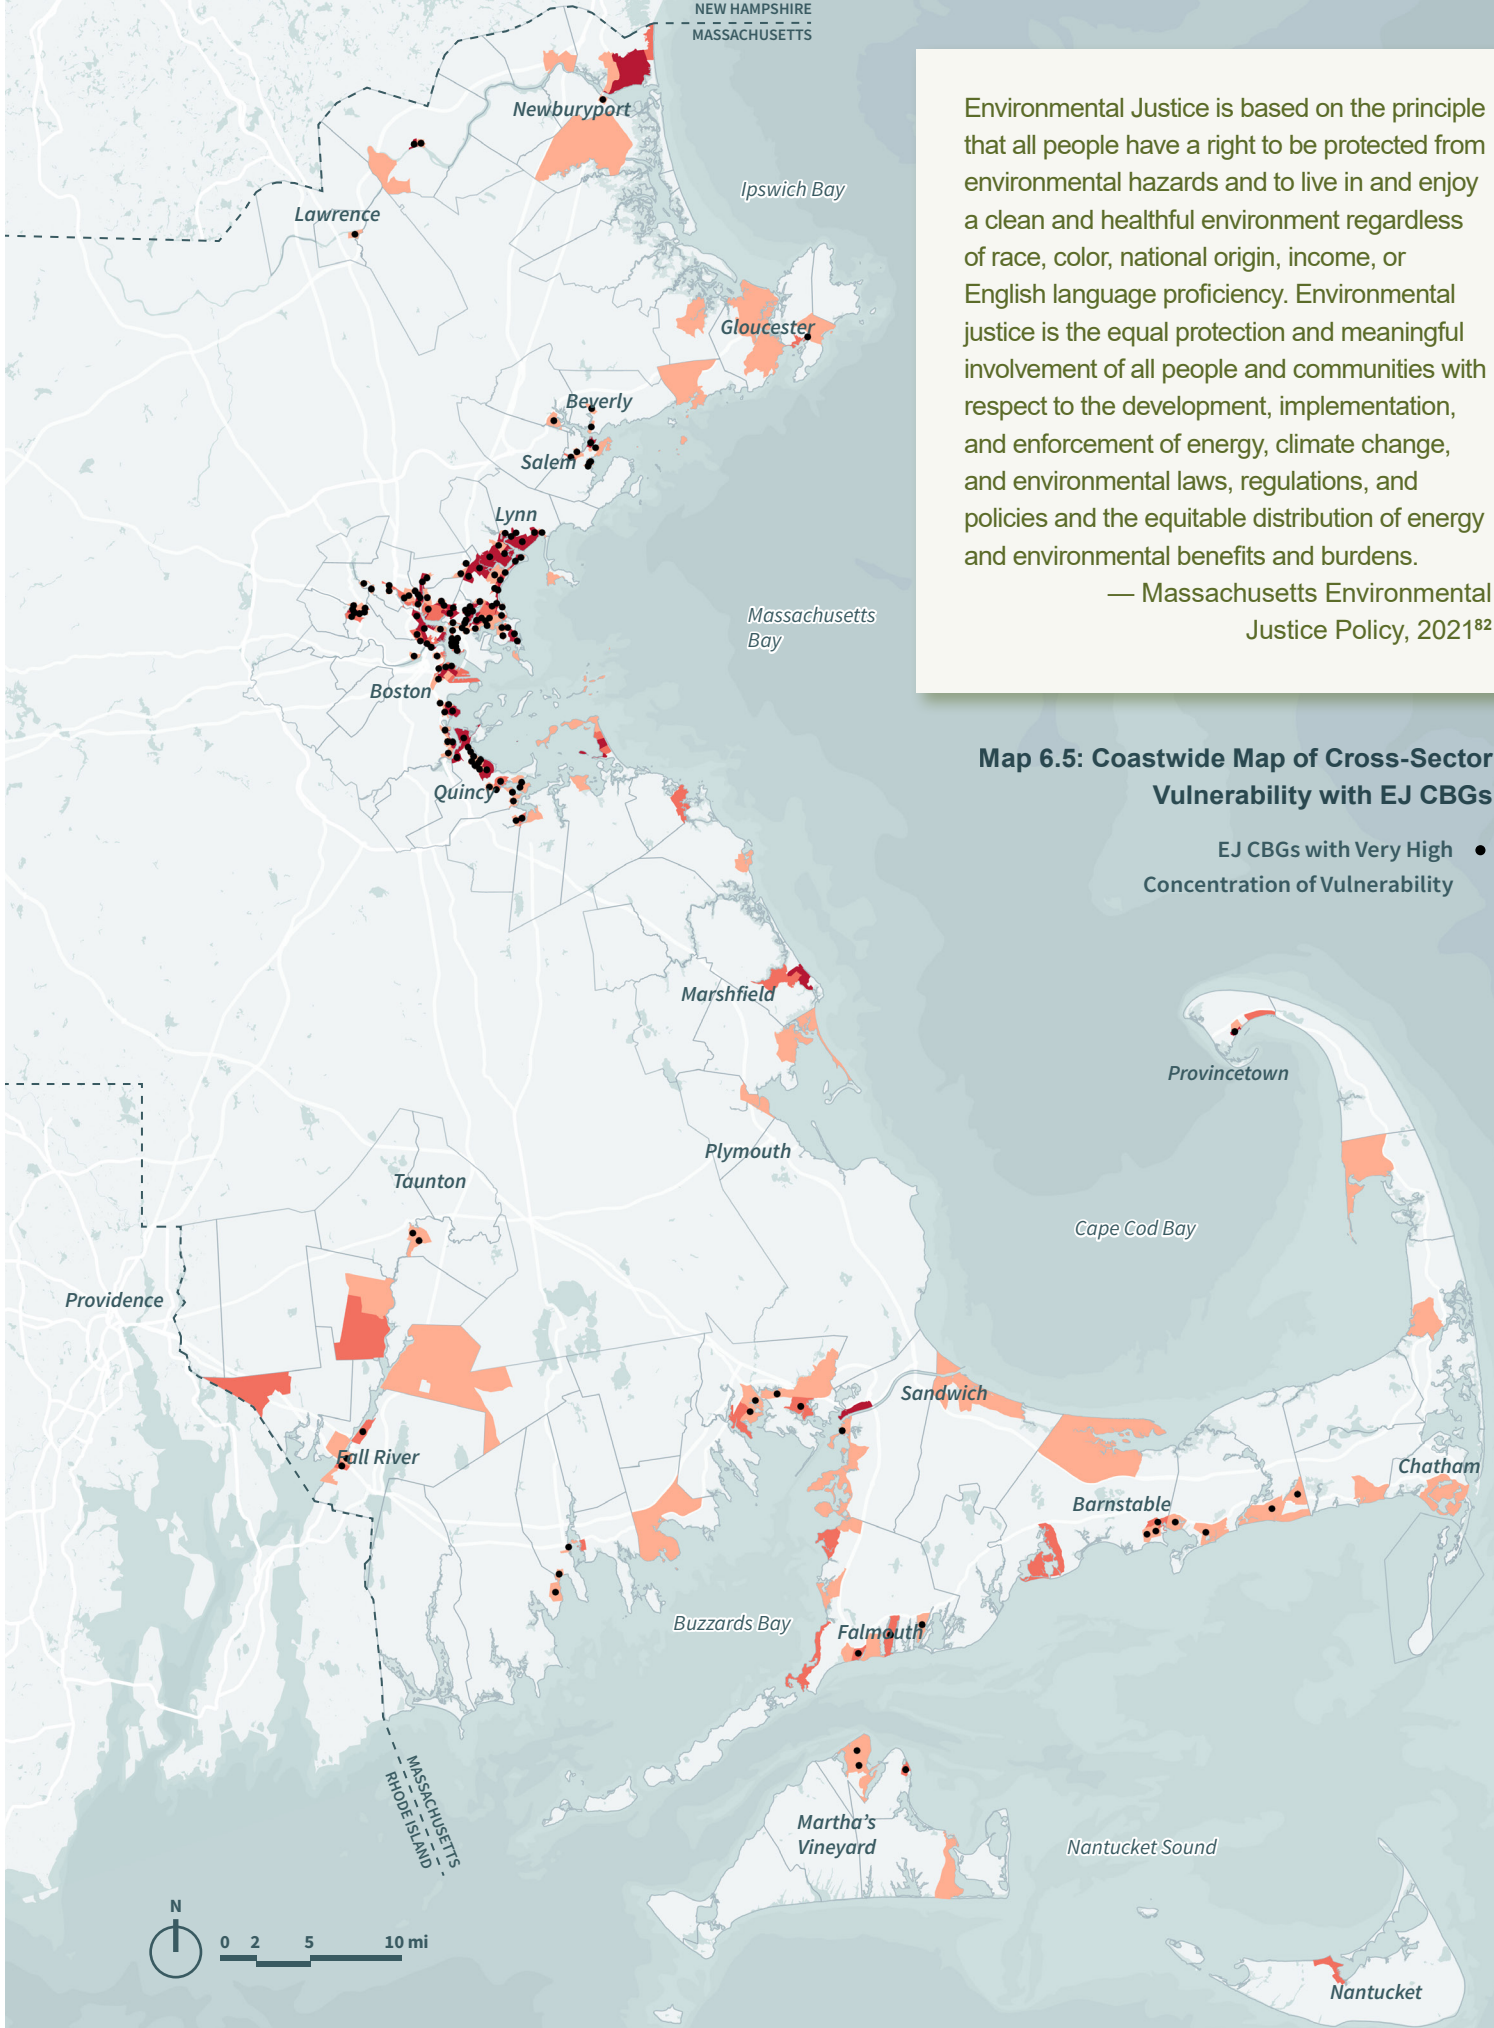 NEW HAMPSHIRE
MASSACHUSETTS
Environmental Justice is based on the principle
that all people have a right to be protected from
environmental hazards and to live in and enjoy
a clean and healthful environment regardless
of race, color, national origin, income, or
English language proficiency. Environmental
justice is the equal protection and meaningful
involvement of all people and communities with
respect to the development, implementation,
and enforcement of energy, climate change,
and environmental laws, regulations, and
policies and the equitable distribution of energy
and environmental benefits and burdens.
— Massachusetts Environmental
Justice Policy, 2021⁸²
Newburyport
Ipswich Bay
Lawrence
Gloucester
Beverly
Salem
Lynn
Massachusetts
Bay
Boston
Quincy
Map 6.5: Coastwide Map of Cross-Sector
Vulnerability with EJ CBGs
EJ CBGs with Very High
Concentration of Vulnerability
Marshfield
Provincetown
Plymouth
Taunton
Cape Cod Bay
Providence
Sandwich
Fall River
Chatham
Barnstable
Buzzards Bay
Falmouth
MASSACHUSETTS
RHODE ISLAND
Martha's
Vineyard
Nantucket Sound
N
0 2 5 10 mi
Nantucket